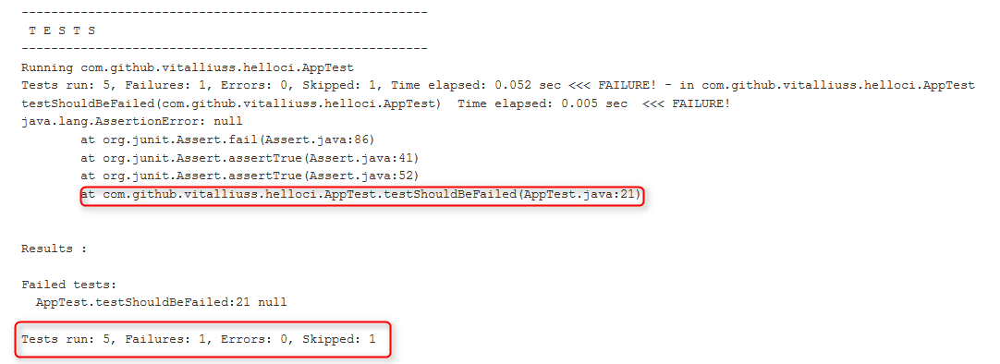 -------------------------------------------------------
T E S T S
-------------------------------------------------------
Running com.github.vitalliuss.helloci.AppTest
Tests run: 5, Failures: 1, Errors: 0, Skipped: 1, Time elapsed: 0.052 sec <<< FAILURE! - in com.github.vitalliuss.helloci.AppTest
testShouldBeFailed(com.github.vitalliuss.helloci.AppTest)  Time elapsed: 0.005 sec  <<< FAILURE!
java.lang.AssertionError: null
at org.junit.Assert.fail(Assert.java:86)
at org.junit.Assert.assertTrue(Assert.java:41)
at org.junit.Assert.assertTrue(Assert.java:52)
at com.github.vitalliuss.helloci.AppTest.testShouldBeFailed(AppTest.java:21)
Results :
Failed tests:
AppTest.testShouldBeFailed:21 null
Tests run: 5, Failures: 1, Errors: 0, Skipped: 1